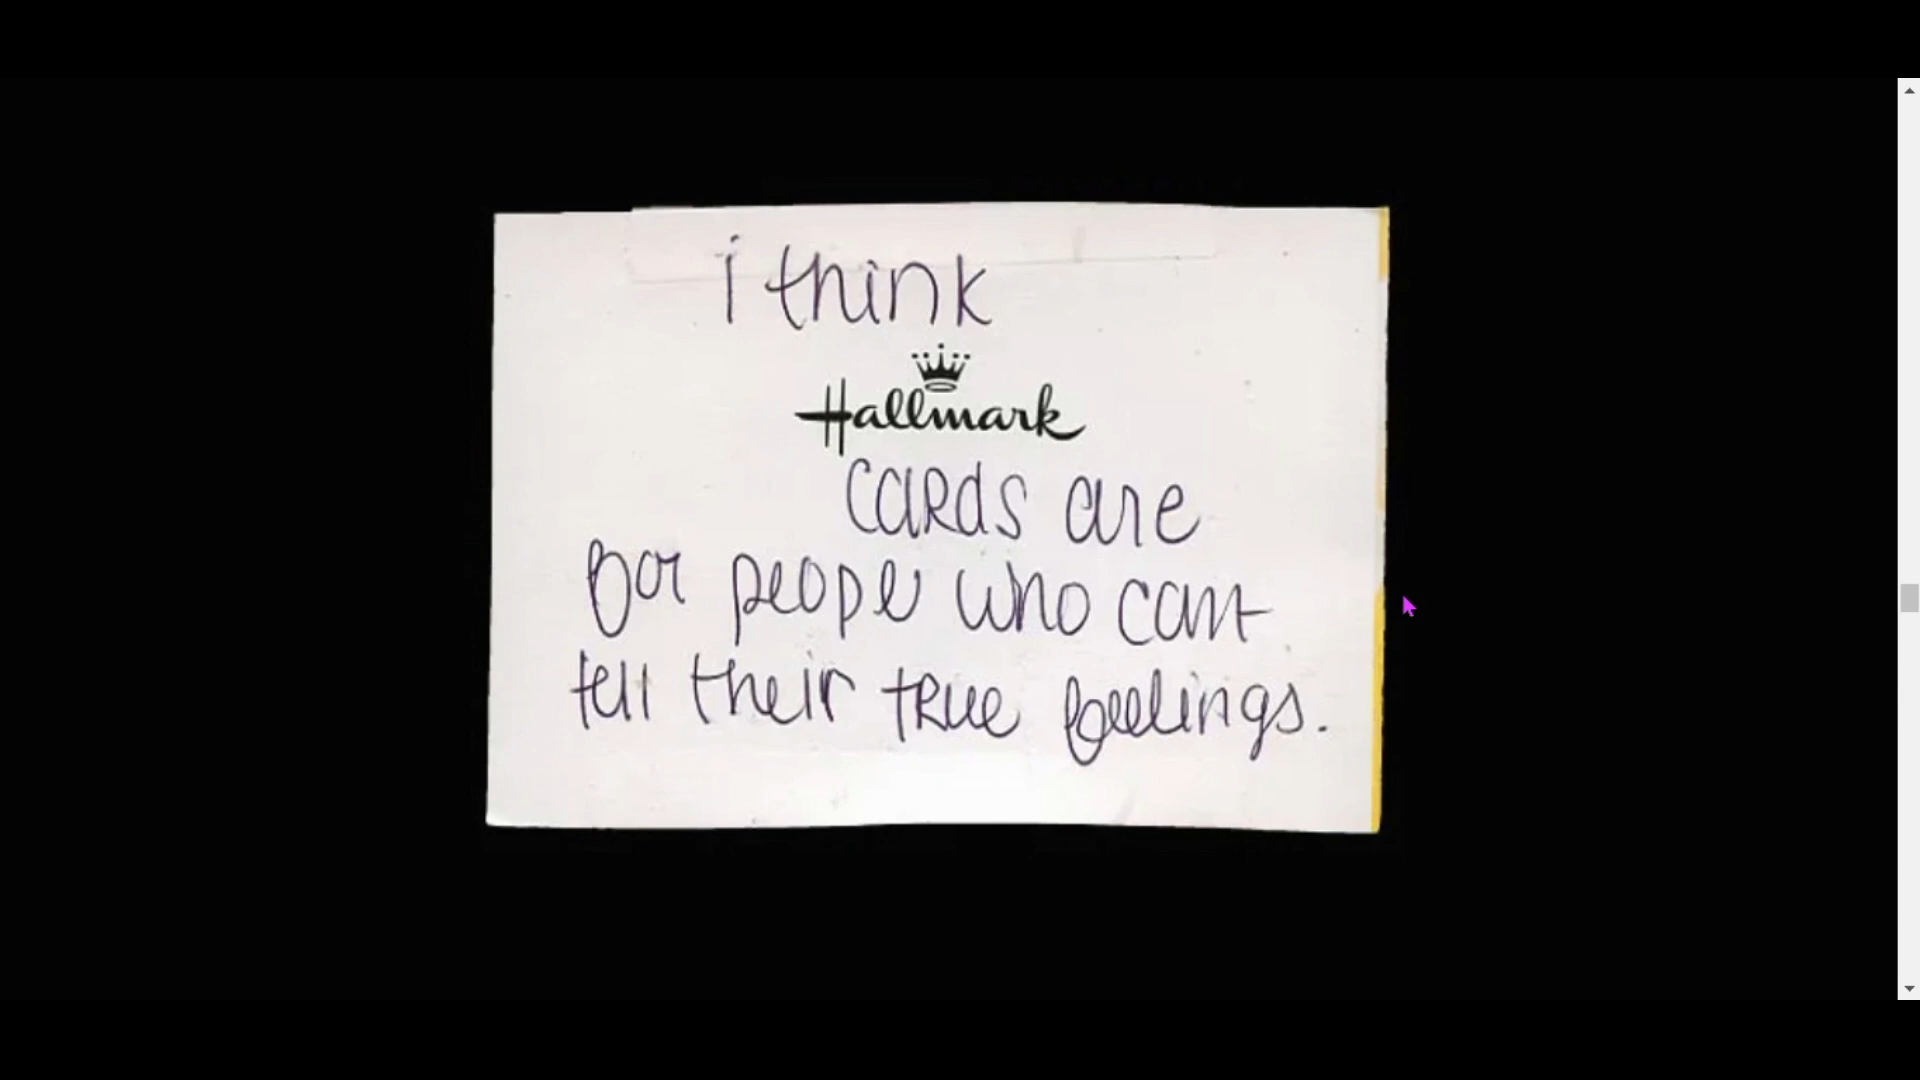 i think
Hallmark
cards are
for peope who cant
tell their true feelings.